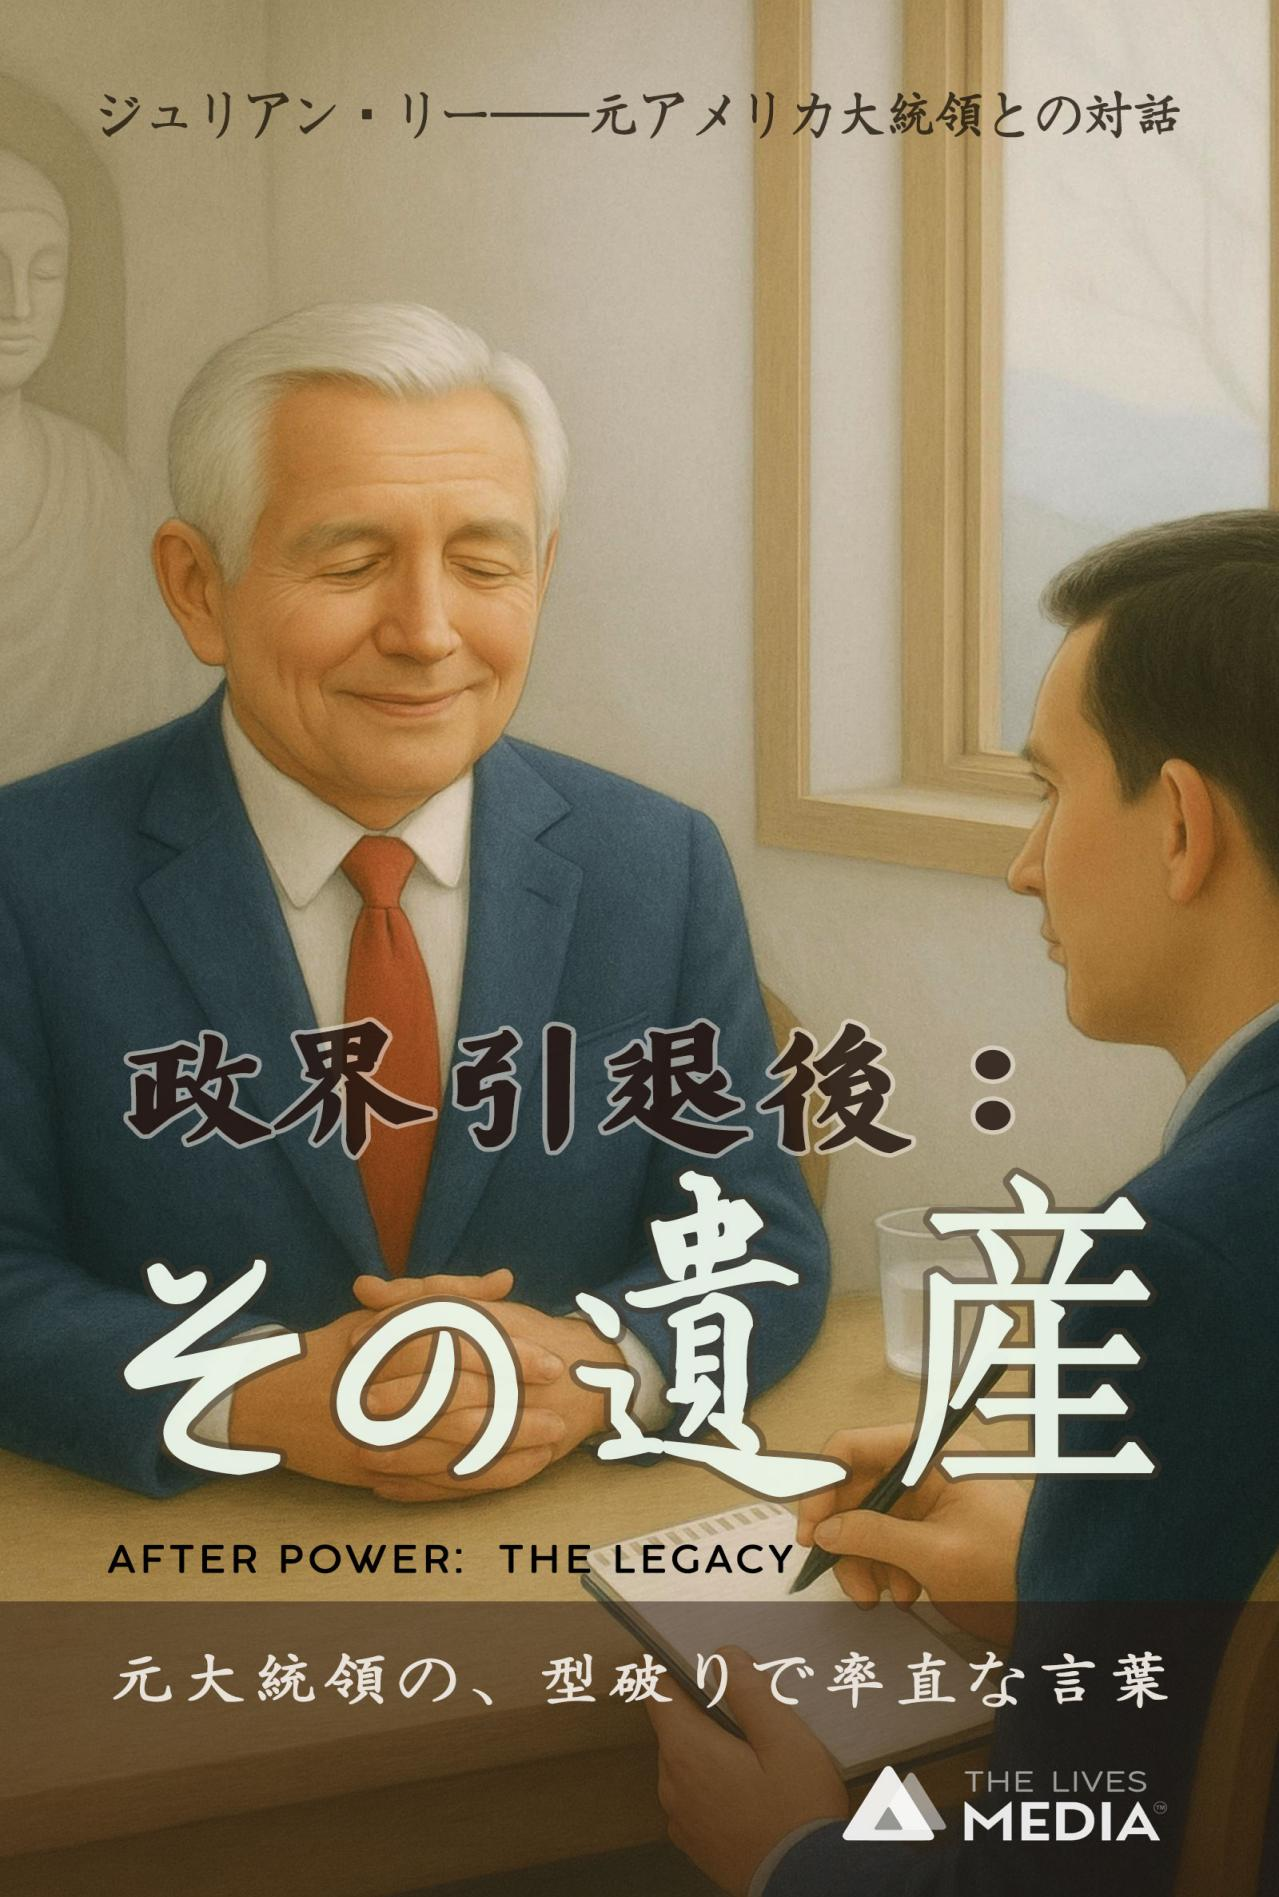 ジュリアン・リー——元アメリカ大統領との対話
政界引退後：
その遺産
AFTER POWER: THE LEGACY
元大統領の、型破りで率直な言葉
THE LIVES
MEDIA™